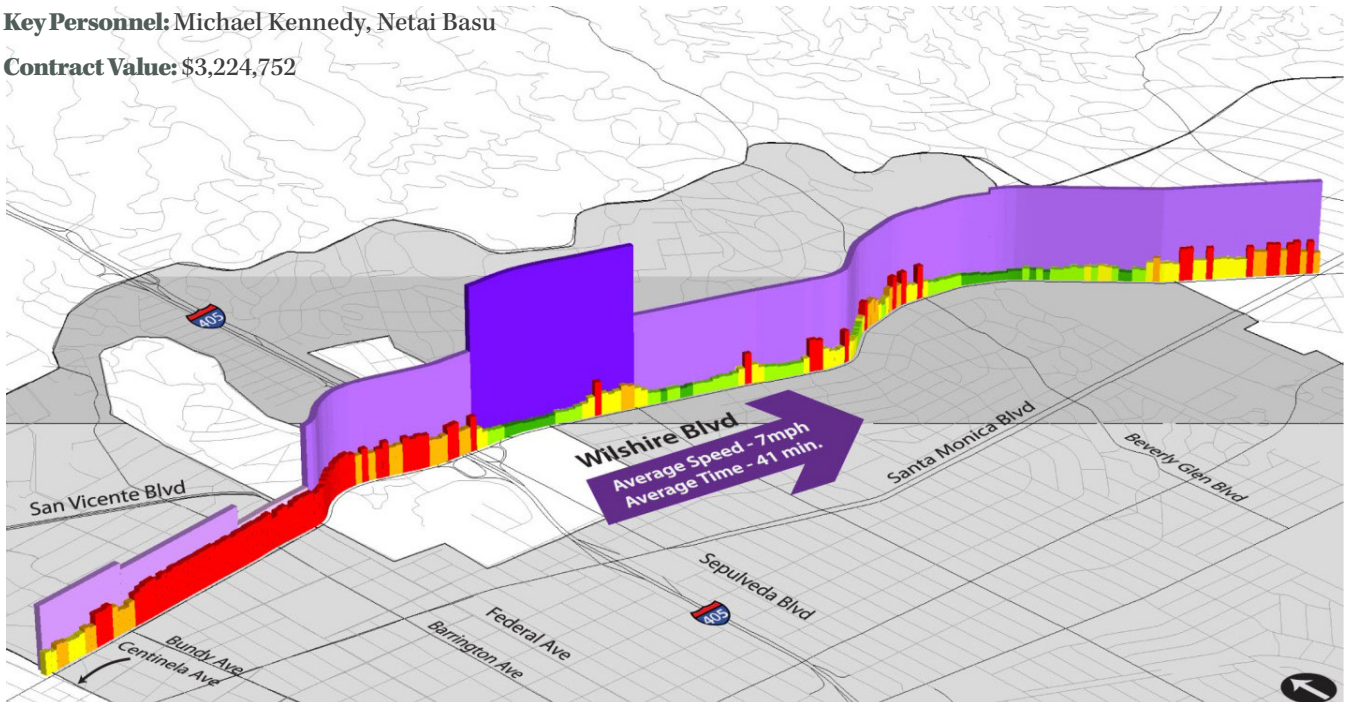 Key Personnel: Michael Kennedy, Netai Basu
Contract Value: $3,224,752
405
San Vicente Blvd
Wilshire Blvd
Average Speed - 7mph
Average Time - 41 min.
Santa Monica Blvd
Beverly Glen Blvd
Sepulveda Blvd
405
Federal Ave
Barrington Ave
Bundy Ave
Centinela Ave